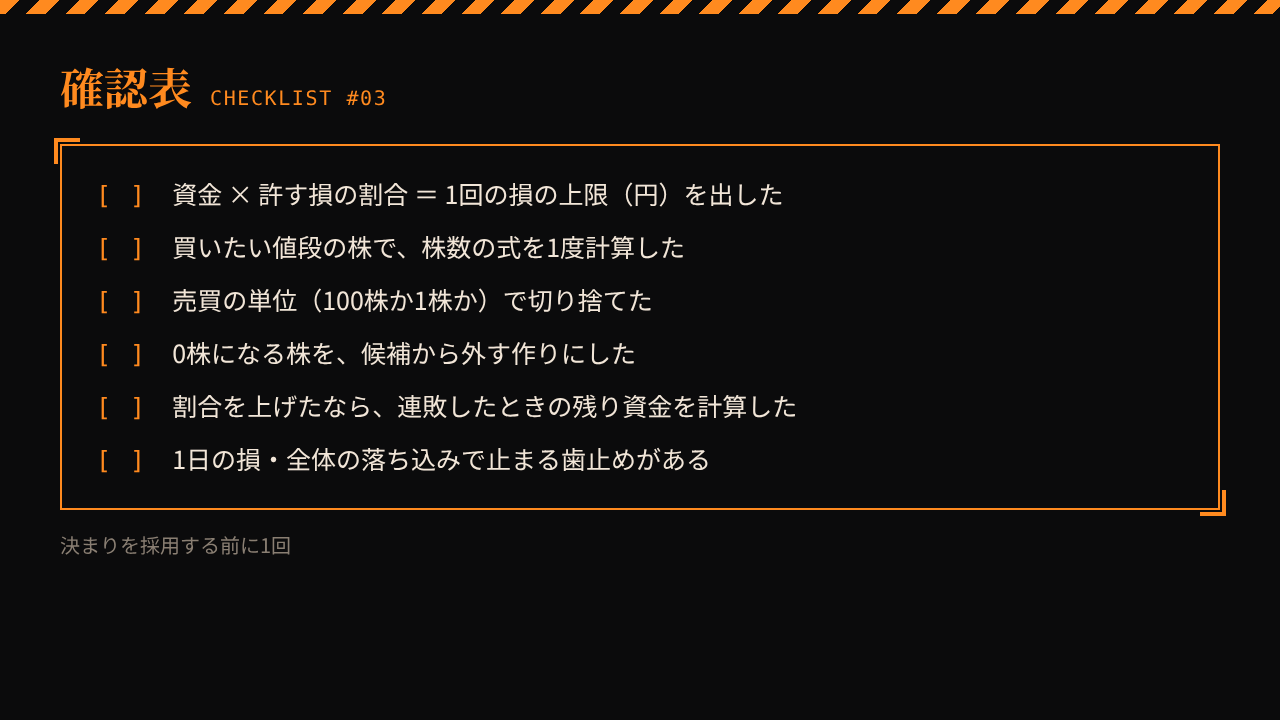 確認表 CHECKLIST #03
[ ] 資金 × 許す損の割合 ＝ 1回の損の上限（円）を出した
[ ] 買いたい値段の株で、株数の式を1度計算した
[ ] 売買の単位（100株か1株か）で切り捨てた
[ ] 0株になる株を、候補から外す作りにした
[ ] 割合を上げたなら、連敗したときの残り資金を計算した
[ ] 1日の損・全体の落ち込みで止まる歯止めがある
決まりを採用する前に1回